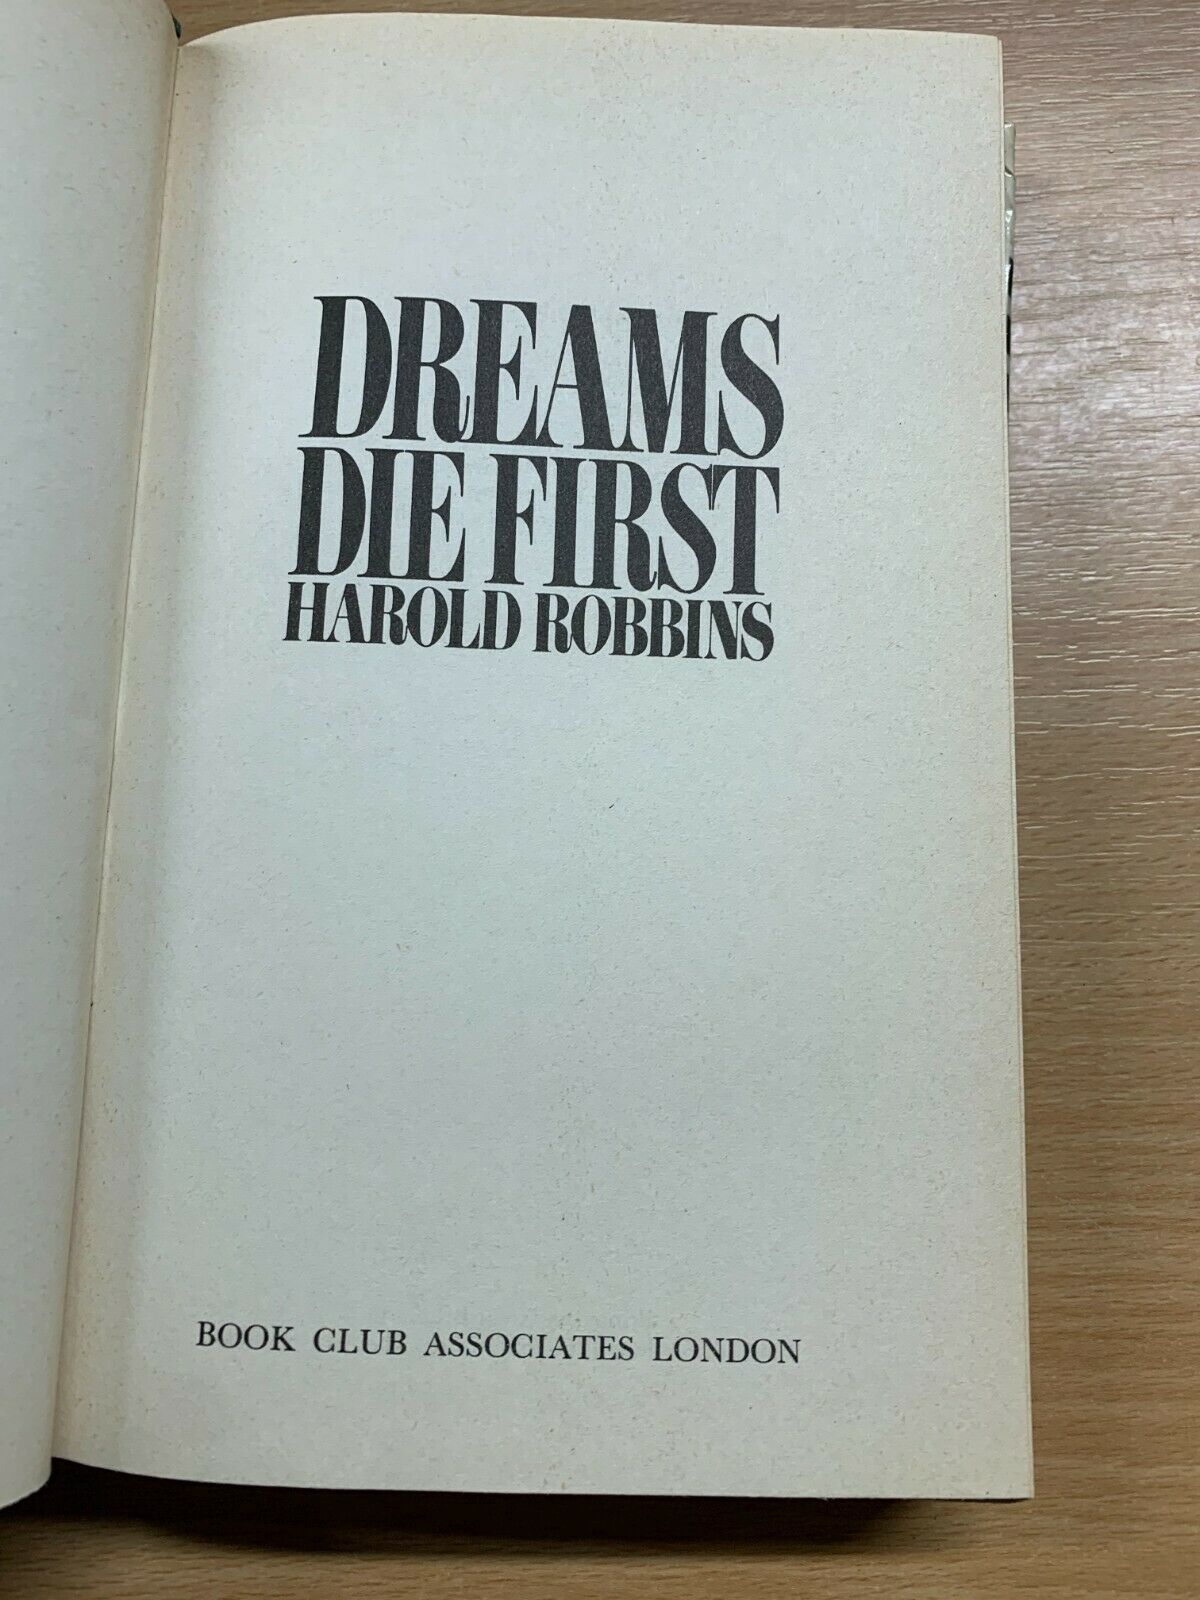 DREAMS
DIE FIRST
HAROLD ROBBINS
BOOK CLUB ASSOCIATES LONDON